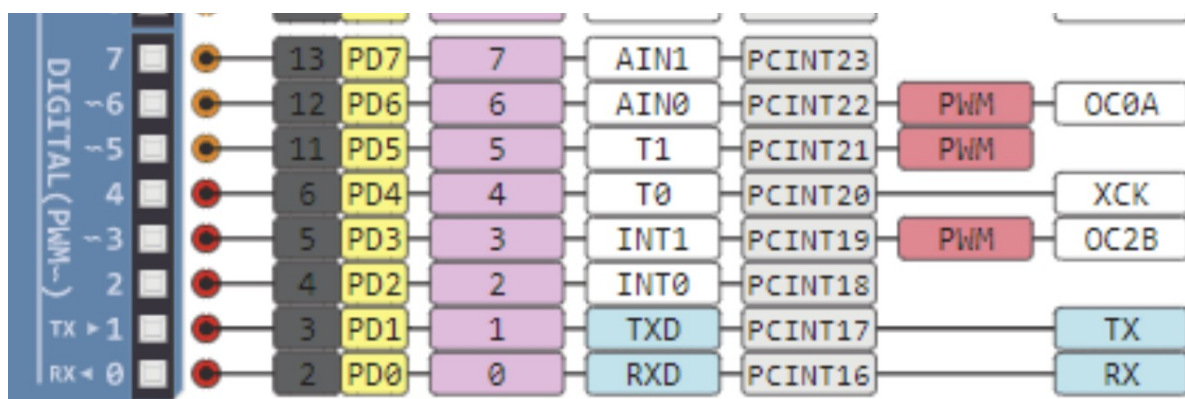 7 13 PD7 7 AIN1 PCINT23
~6 12 PD6 6 AIN0 PCINT22 PWM OC0A
~5 11 PD5 5 T1 PCINT21 PWM
4 6 PD4 4 T0 PCINT20 XCK
~3 5 PD3 3 INT1 PCINT19 PWM OC2B
2 4 PD2 2 INT0 PCINT18
TX ▸ 1 3 PD1 1 TXD PCINT17 TX
RX ◂ 0 2 PD0 0 RXD PCINT16 RX
DIGITAL (PWM~)